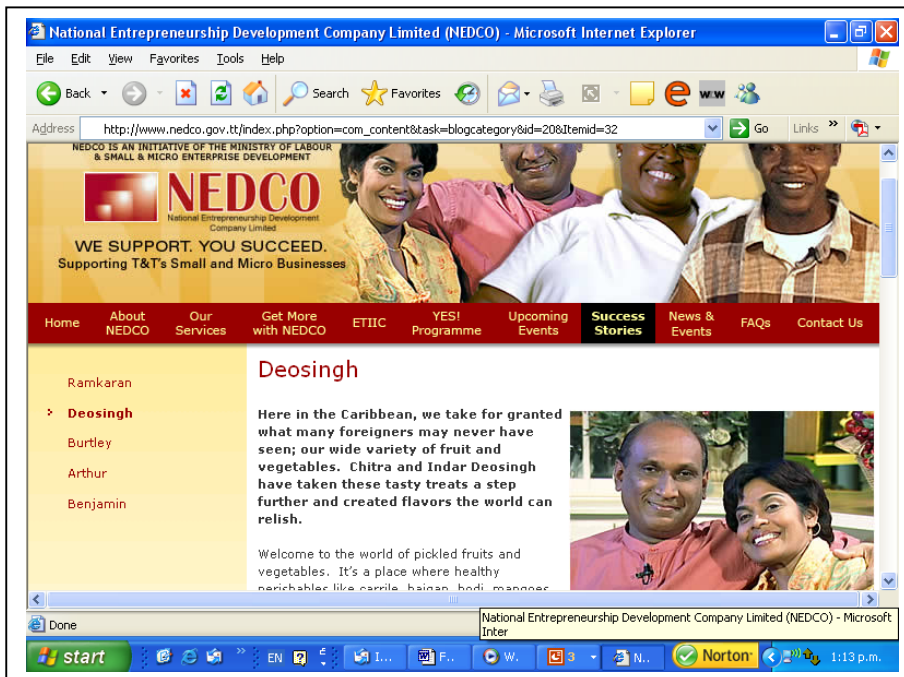 National Entrepreneurship Development Company Limited (NEDCO) - Microsoft Internet Explorer
File Edit View Favorites Tools Help
Back Search Favorites
Address http://www.nedco.gov.tt/index.php?option=com_content&task=blogcategory&id=20&Itemid=32 Go Links »
NEDCO IS AN INITIATIVE OF THE MINISTRY OF LABOUR
& SMALL & MICRO ENTERPRISE DEVELOPMENT
NEDCO
National Entrepreneurship Development
Company Limited
WE SUPPORT. YOU SUCCEED.
Supporting T&T's Small and Micro Businesses
Home About NEDCO Our Services Get More with NEDCO ETIIC YES! Programme Upcoming Events Success Stories News & Events FAQs Contact Us
Ramkaran
Deosingh
Burtley
Arthur
Benjamin
Deosingh
Here in the Caribbean, we take for granted
what many foreigners may never have
seen; our wide variety of fruit and
vegetables. Chitra and Indar Deosingh
have taken these tasty treats a step
further and created flavors the world can
relish.
Welcome to the world of pickled fruits and
vegetables. It's a place where healthy
perishables like carrile, baigan, bodi, mangoes
Done
National Entrepreneurship Development Company Limited (NEDCO) - Microsoft
Inter
start » EN I... F.. W. 3 N.. Norton 1:13 p.m.